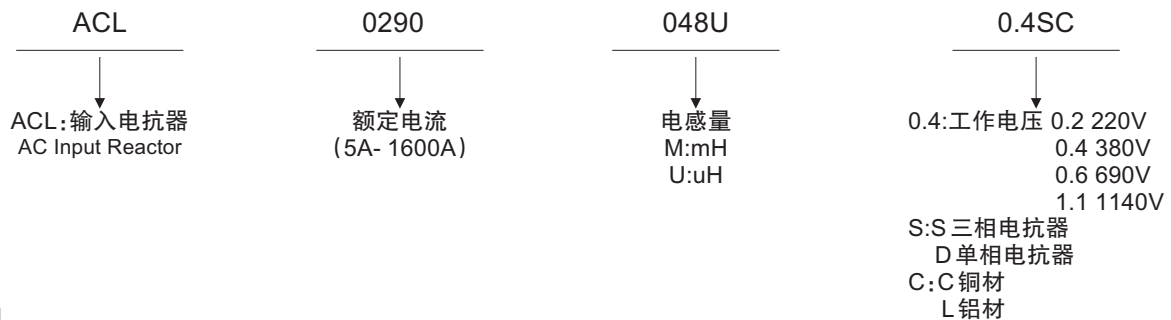 ACL 0290 048U 0.4SC
ACL:输入电抗器 额定电流 电感量 0.4:工作电压 0.2 220V
AC Input Reactor (5A- 1600A) M:mH 0.4 380V
U:uH 0.6 690V
1.1 1140V
S:S三相电抗器
D单相电抗器
C:C铜材
L铝材